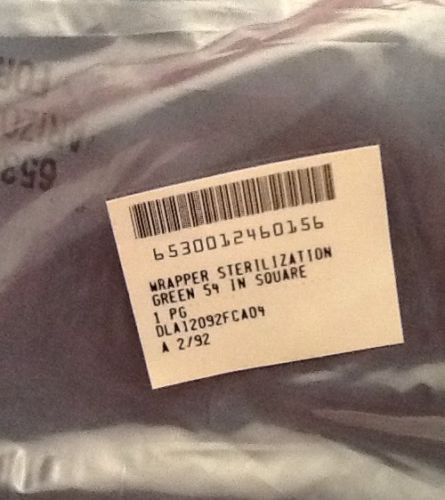 6530012460156
WRAPPER STERILIZATION
GREEN 54 IN SQUARE
1 PG
DLA12092FCA04
A 2/92